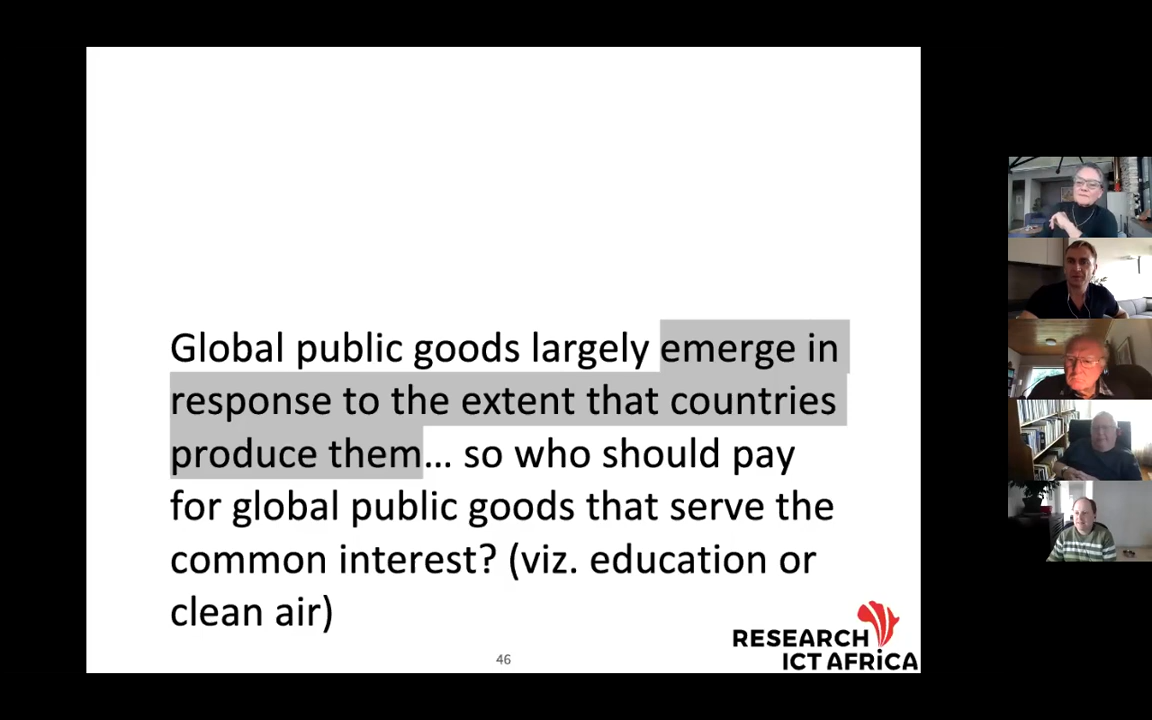 Global public goods largely emerge in
response to the extent that countries
produce them... so who should pay
for global public goods that serve the
common interest? (viz. education or
clean air)
46
RESEARCH
ICT AFRICA